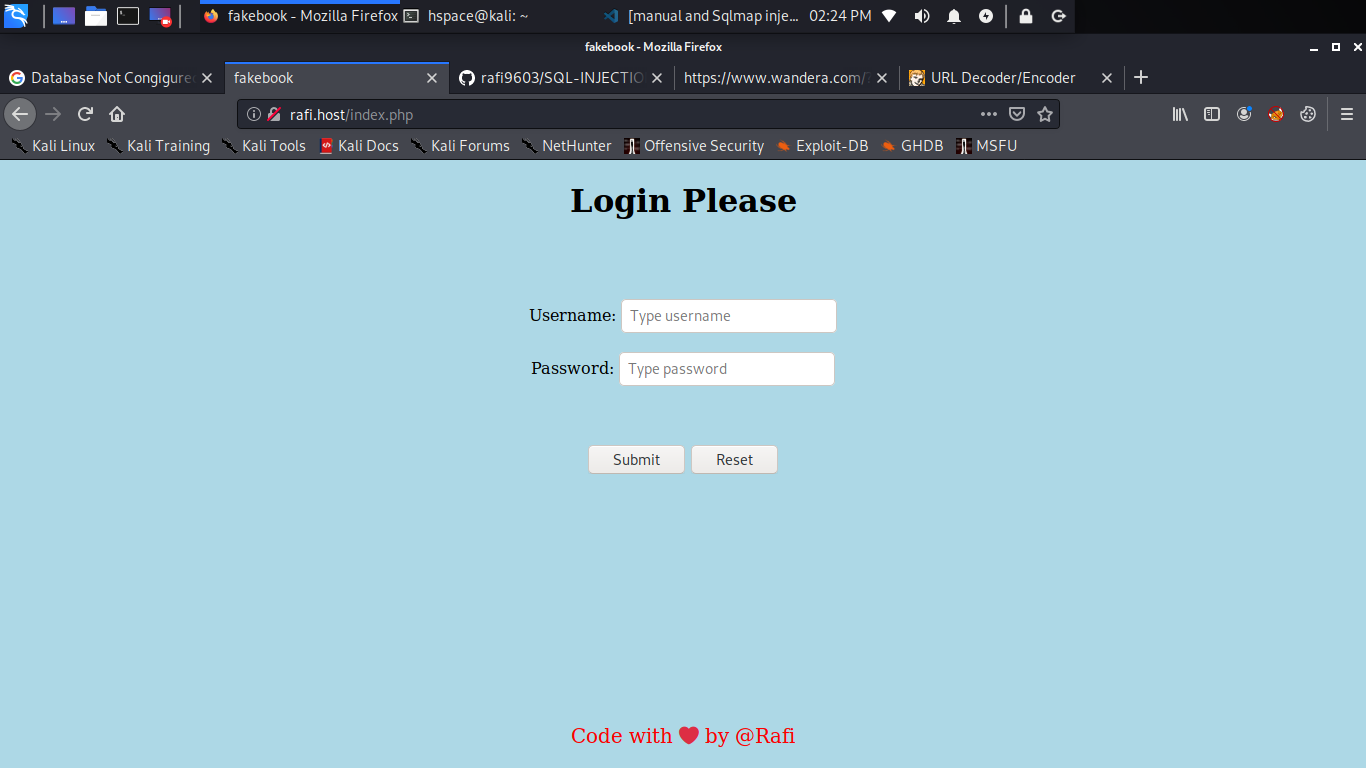 fakebook - Mozilla Firefox hspace@kali: ~ [manual and Sqlmap inje... 02:24 PM
fakebook - Mozilla Firefox
Database Not Congigure fakebook rafi9603/SQL-INJECTIO https://www.wandera.com/ URL Decoder/Encoder
rafi.host/index.php
Kali Linux Kali Training Kali Tools Kali Docs Kali Forums NetHunter Offensive Security Exploit-DB GHDB MSFU
Login Please
Username: Type username
Password: Type password
Submit Reset
Code with ❤ by @Rafi